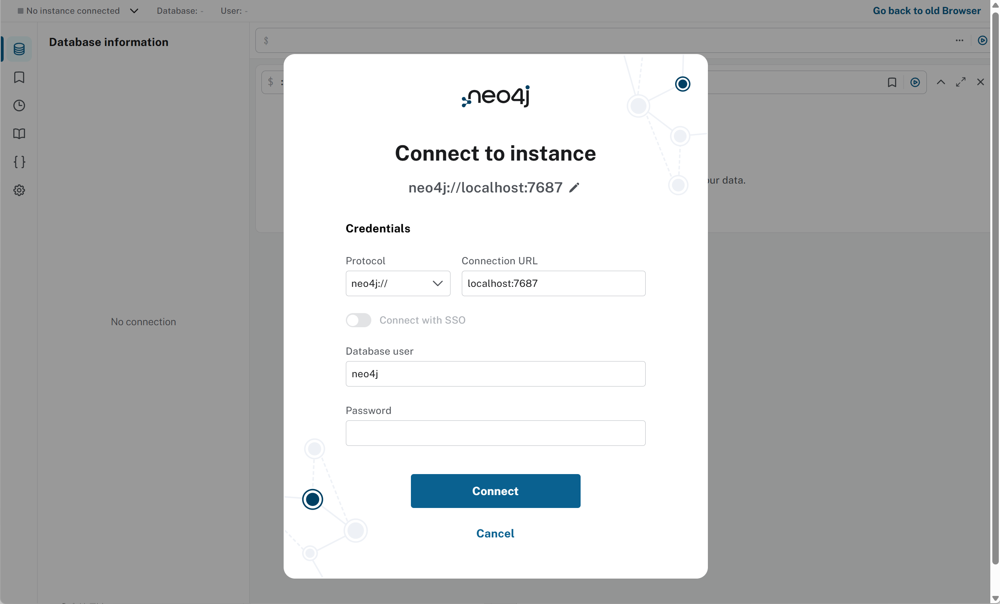 No instance connected Database: - User: - Go back to old Browser
Database information
$
$ :
neo4j
Connect to instance
our data.
neo4j://localhost:7687
Credentials
Protocol Connection URL
neo4j:// localhost:7687
No connection
Connect with SSO
Database user
neo4j
Password
Connect
Cancel